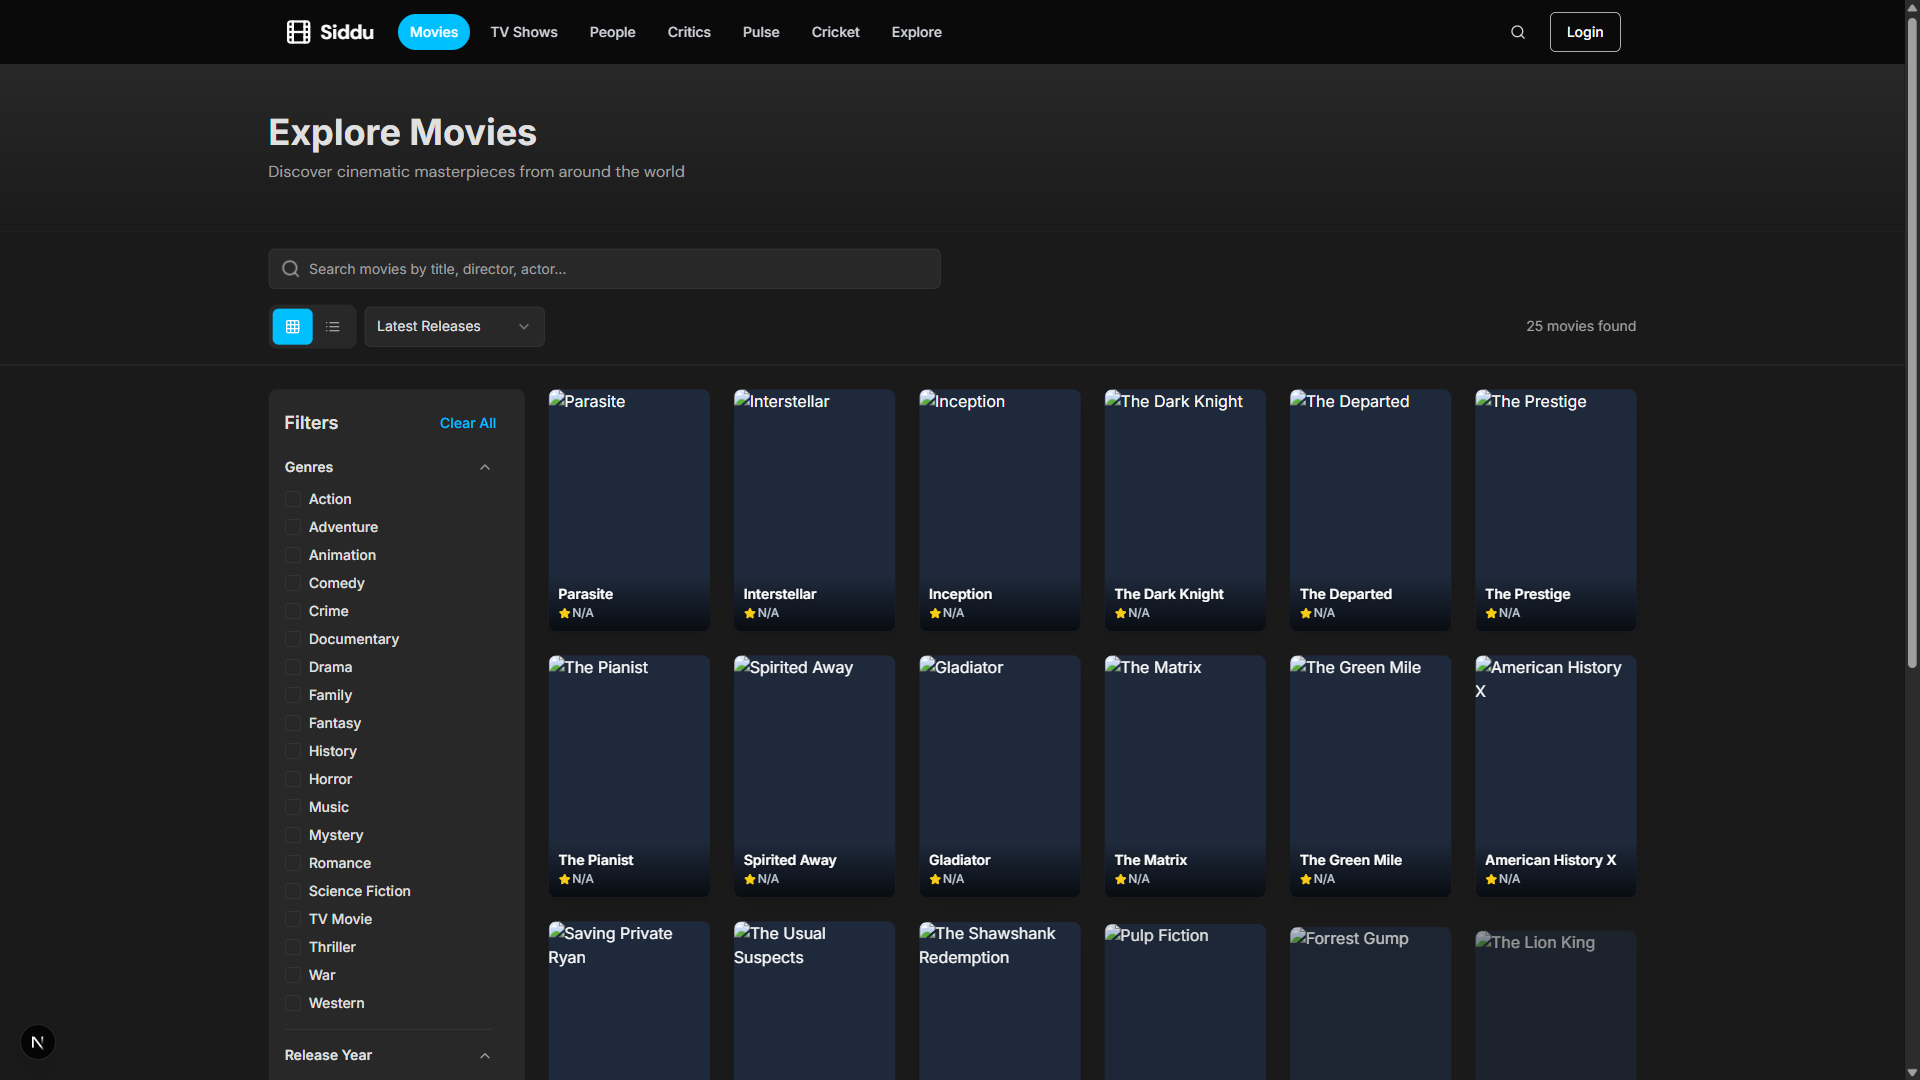 Siddu
Movies
TV Shows
People
Critics
Pulse
Cricket
Explore
Login
Explore Movies
Discover cinematic masterpieces from around the world
Search movies by title, director, actor...
Latest Releases
25 movies found
Filters
Clear All
Genres
Action
Adventure
Animation
Comedy
Crime
Documentary
Drama
Family
Fantasy
History
Horror
Music
Mystery
Romance
Science Fiction
TV Movie
Thriller
War
Western
Release Year
Parasite
Parasite
N/A
Interstellar
Interstellar
N/A
Inception
Inception
N/A
The Dark Knight
The Dark Knight
N/A
The Departed
The Departed
N/A
The Prestige
The Prestige
N/A
The Pianist
The Pianist
N/A
Spirited Away
Spirited Away
N/A
Gladiator
Gladiator
N/A
The Matrix
The Matrix
N/A
The Green Mile
The Green Mile
N/A
American History
X
American History X
N/A
Saving Private
Ryan
The Usual
Suspects
The Shawshank
Redemption
Pulp Fiction
Forrest Gump
The Lion King
N